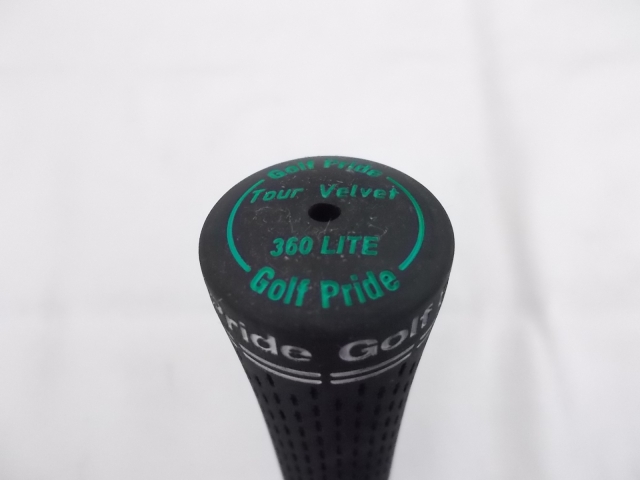 Golf Pride
Tour Velvet
360 LITE
Golf Pride
Pride Golf